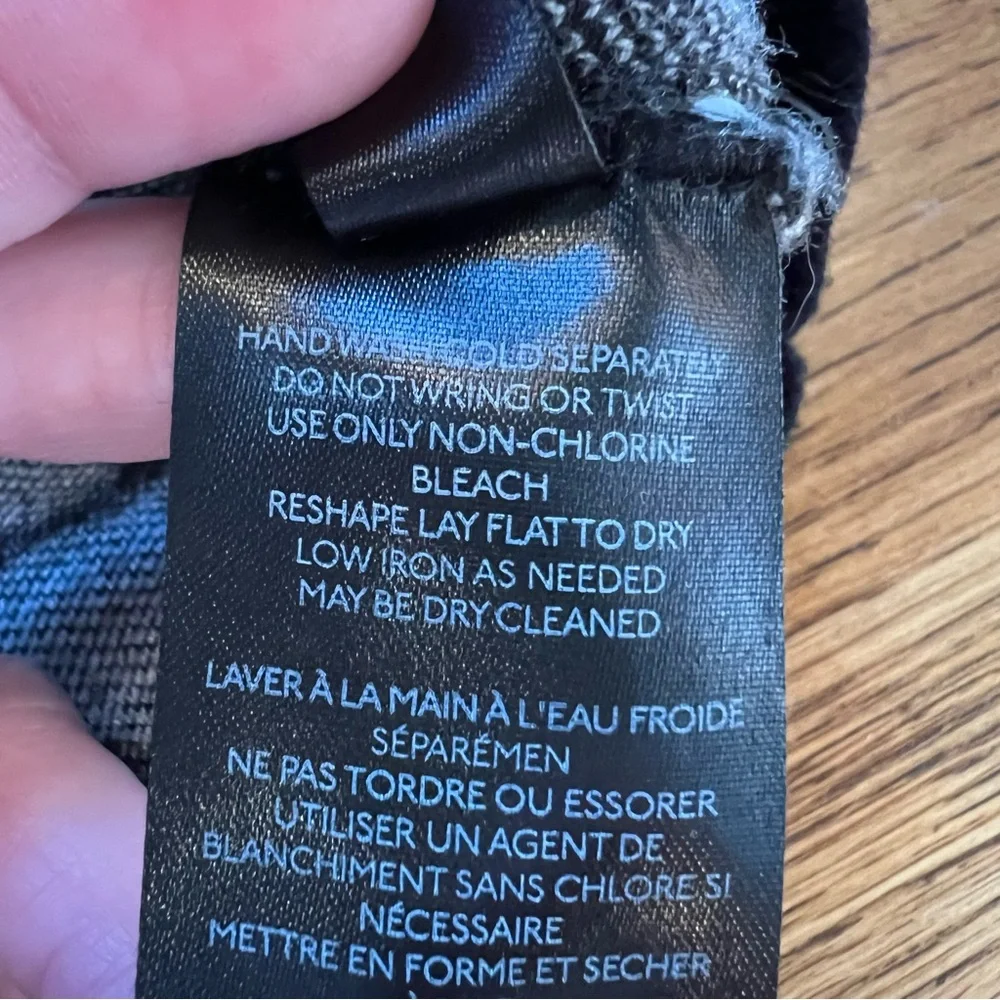 HAND WASH COLD SEPARATELY
DO NOT WRING OR TWIST
USE ONLY NON-CHLORINE
BLEACH
RESHAPE LAY FLAT TO DRY
LOW IRON AS NEEDED
MAY BE DRY CLEANED
LAVER À LA MAIN À L'EAU FROIDE
SÉPARÉMEN
NE PAS TORDRE OU ESSORER
UTILISER UN AGENT DE
BLANCHIMENT SANS CHLORE SI
NÉCESSAIRE
METTRE EN FORME ET SECHER